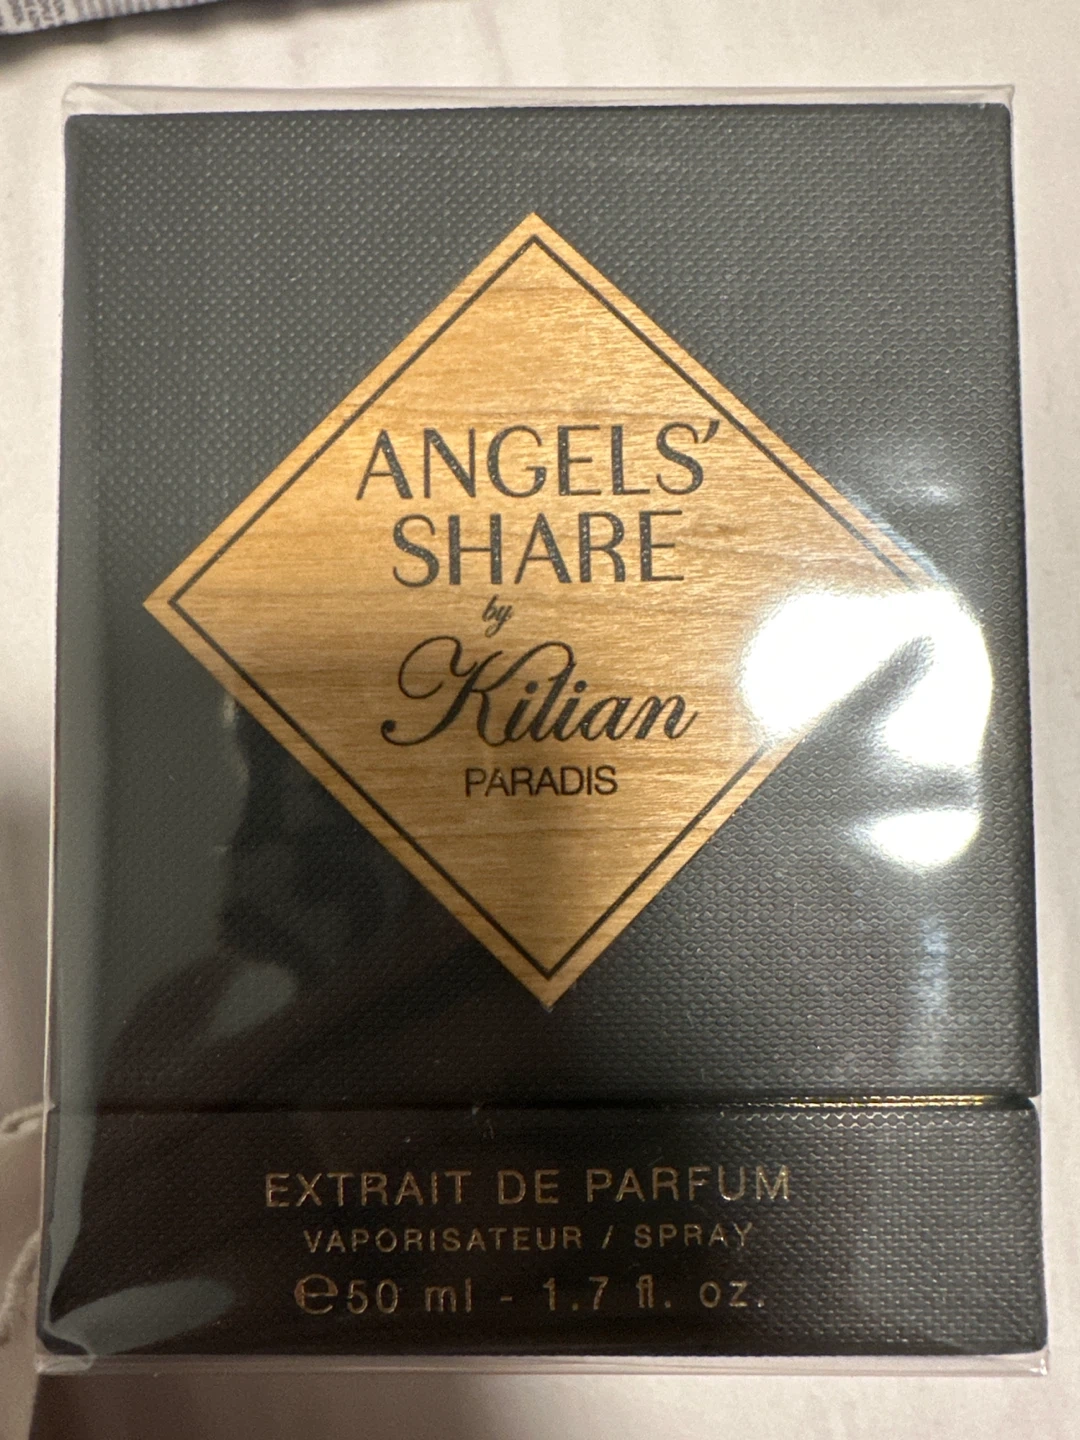 ANGELS'
SHARE
by
Kilian
PARADIS
EXTRAIT DE PARFUM
VAPORISATEUR / SPRAY
℮50 ml - 1.7 fl. oz.